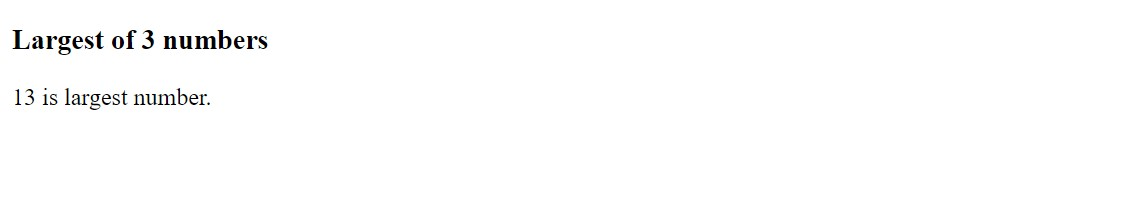 Largest of 3 numbers
13 is largest number.